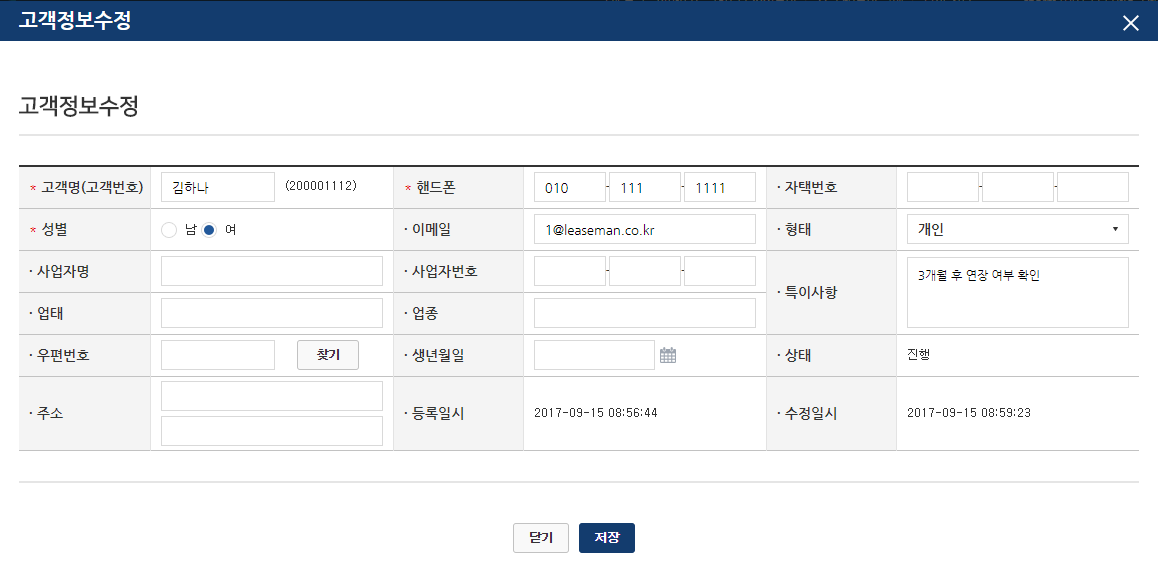 고객정보수정
고객정보수정
* 고객명(고객번호) 김하나 (200001112) * 핸드폰 010 - 111 - 1111 · 자택번호 - -
* 성별 남 여 · 이메일 1@leaseman.co.kr · 형태 개인
· 사업자명 · 사업자번호 - - · 특이사항 3개월 후 연장 여부 확인
· 업태 · 업종
· 우편번호 찾기 · 생년월일 · 상태 진행
· 주소 · 등록일시 2017-09-15 08:56:44 · 수정일시 2017-09-15 08:59:23
닫기 저장